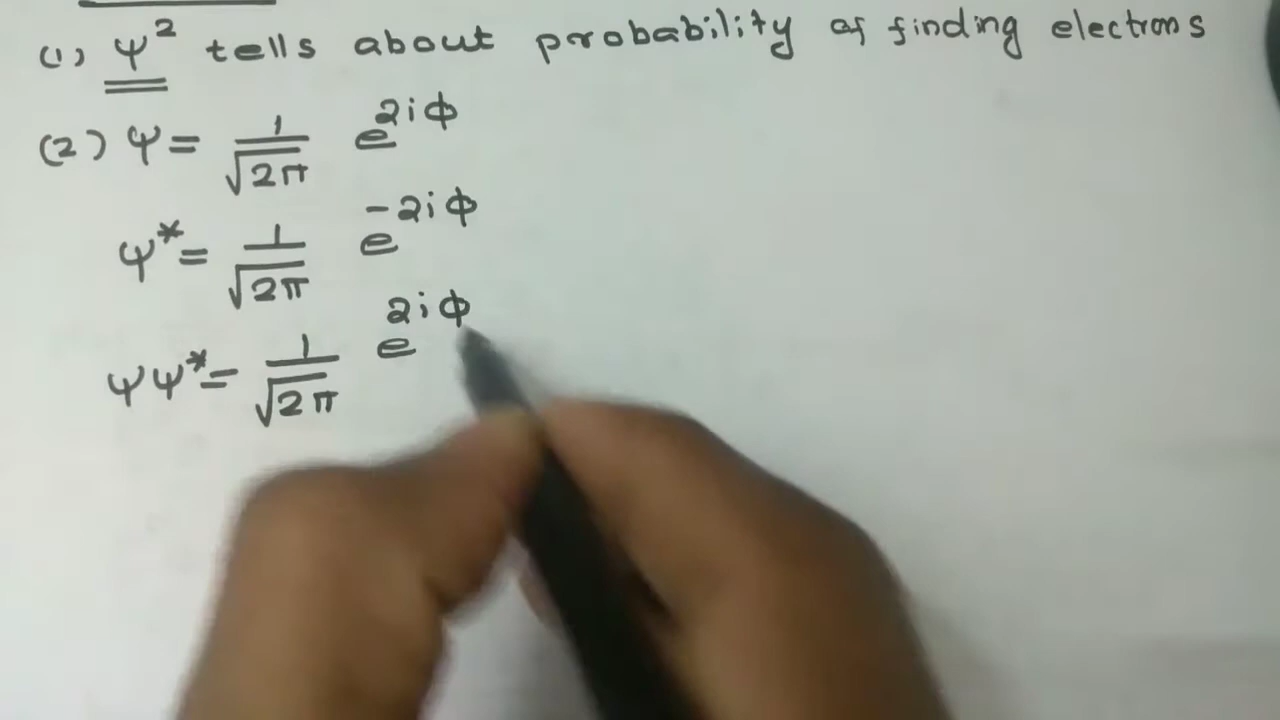 (1) ψ² tells about probability of finding electrons
(2) ψ = 1/√2π e^2iϕ
ψ* = 1/√2π e^-2iϕ
ψψ* = 1/√2π e^2iϕ